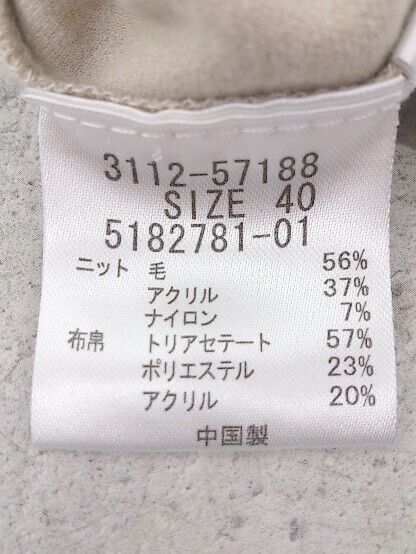 3112-57188
SIZE 40
5182781-01
ニット 毛 56%
アクリル 37%
ナイロン 7%
布帛 トリアセテート 57%
ポリエステル 23%
アクリル 20%
中国製